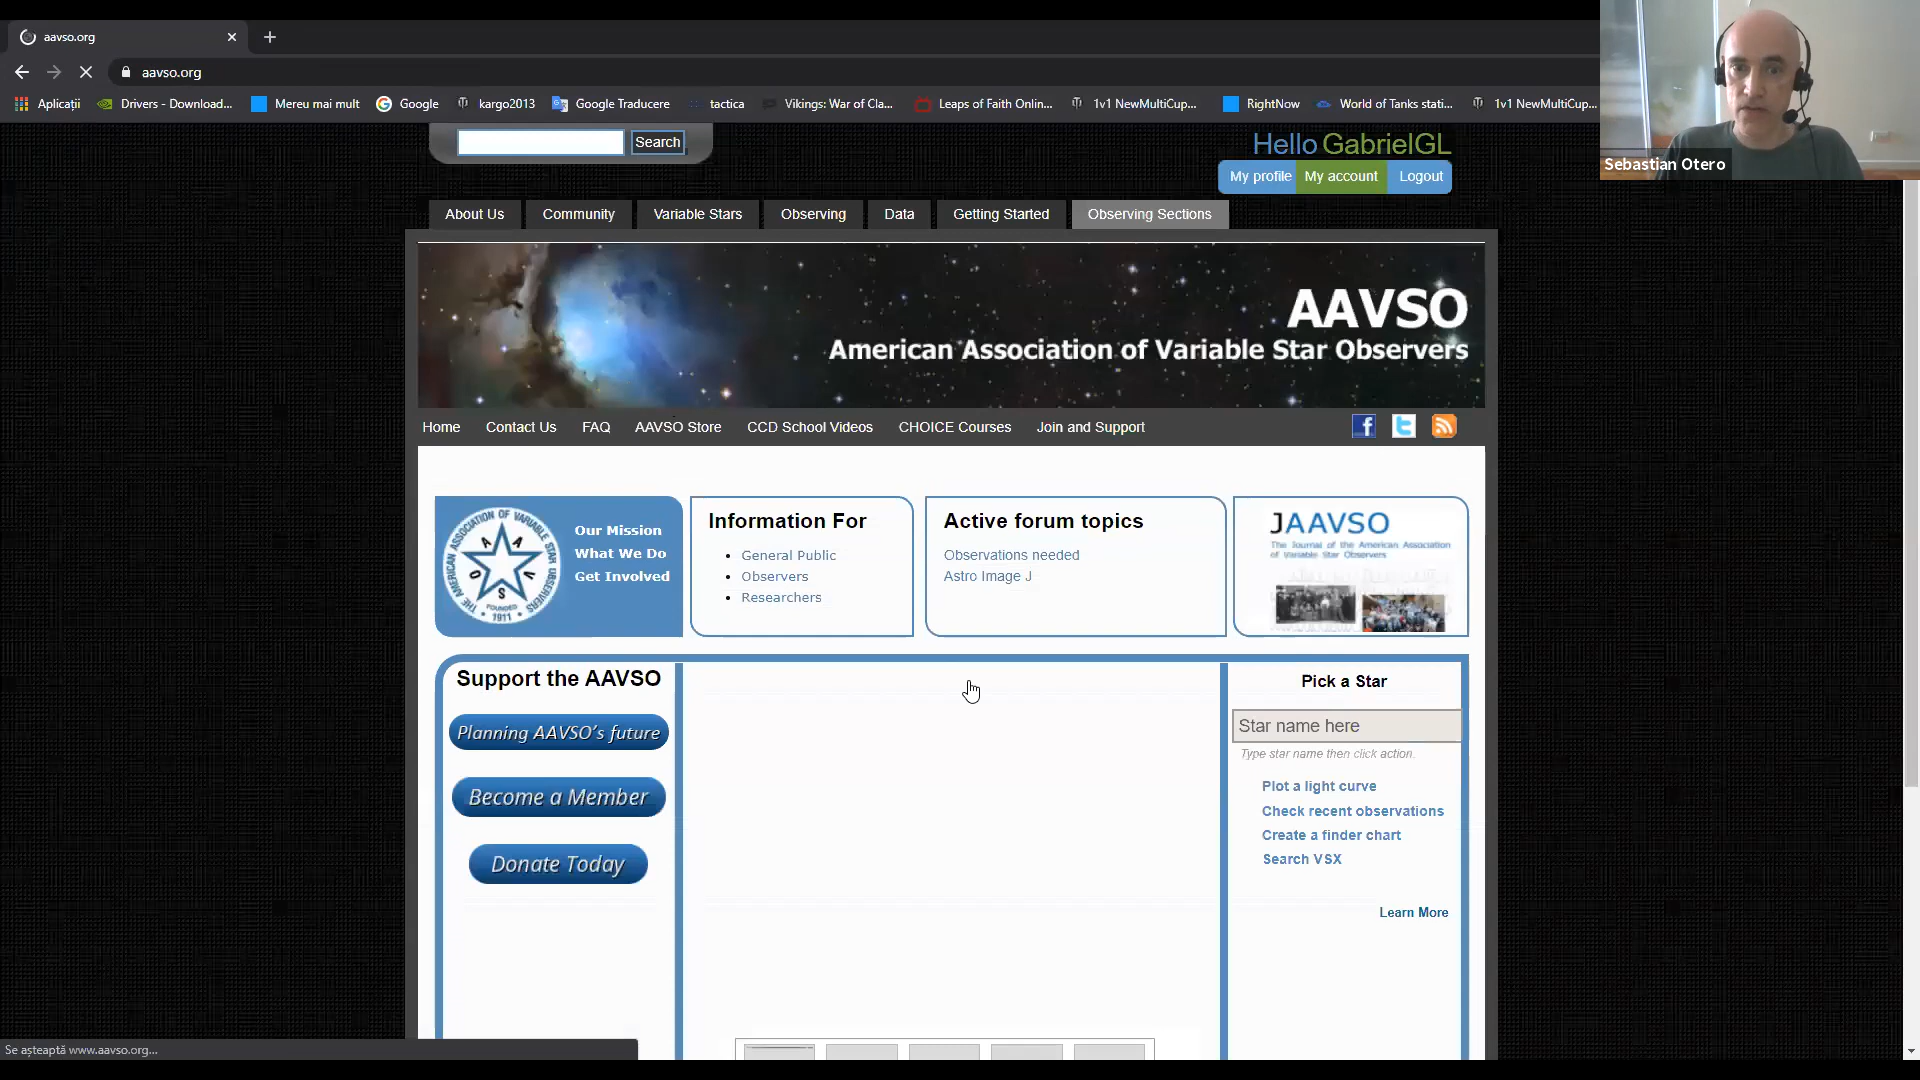 aavso.org
aavso.org
Aplicații
Drivers - Download...
Mereu mai mult
Google
kargo2013
Google Traducere
tactica
Vikings: War of Cla...
Leaps of Faith Onlin...
1v1 NewMultiCup...
RightNow
World of Tanks stati...
1v1 NewMultiCup...
Sebastian Otero
Search
Hello GabrielGL
My profile
My account
Logout
About Us
Community
Variable Stars
Observing
Data
Getting Started
Observing Sections
AAVSO
American Association of Variable Star Observers
Home
Contact Us
FAQ
AAVSO Store
CCD School Videos
CHOICE Courses
Join and Support
THE AMERICAN ASSOCIATION OF VARIABLE STAR OBSERVERS
A A V S O
FOUNDED
1911
Our Mission
What We Do
Get Involved
Information For
General Public
Observers
Researchers
Active forum topics
Observations needed
Astro Image J
JAAVSO
The Journal of the American Association
of Variable Star Observers
Support the AAVSO
Planning AAVSO's future
Become a Member
Donate Today
Pick a Star
Star name here
Type star name then click action.
Plot a light curve
Check recent observations
Create a finder chart
Search VSX
Learn More
Se așteaptă www.aavso.org...